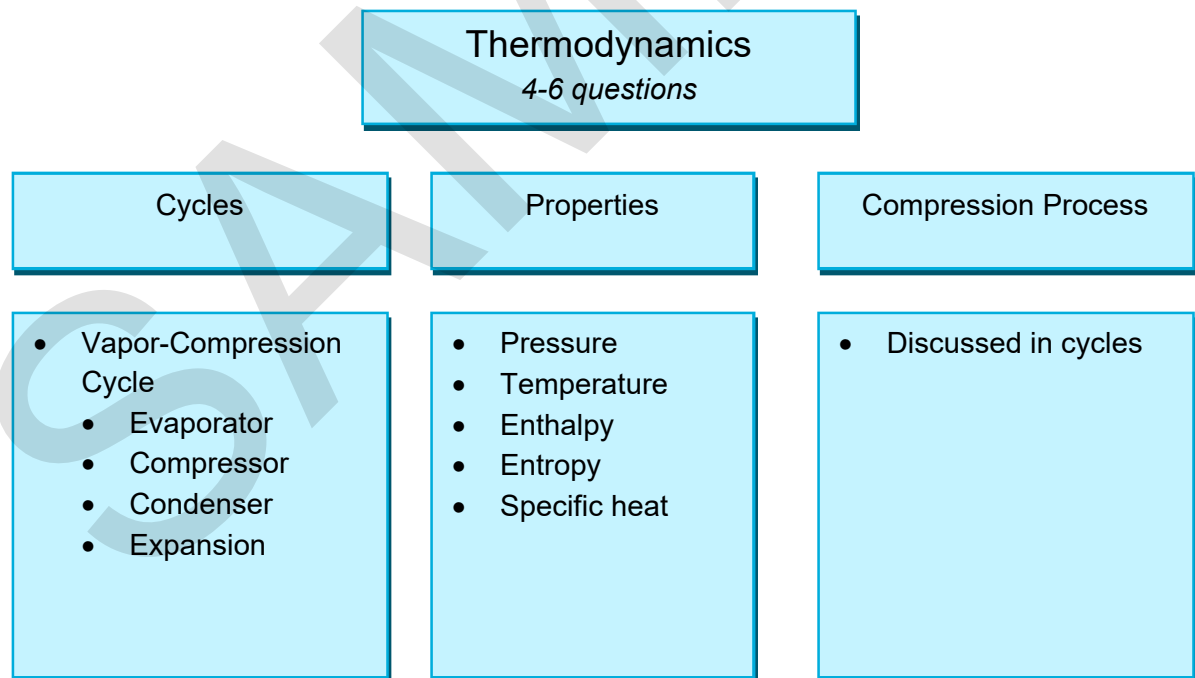 Thermodynamics
4-6 questions
Cycles
Properties
Compression Process
• Vapor-Compression
Cycle
• Evaporator
• Compressor
• Condenser
• Expansion
• Pressure
• Temperature
• Enthalpy
• Entropy
• Specific heat
• Discussed in cycles
SAM